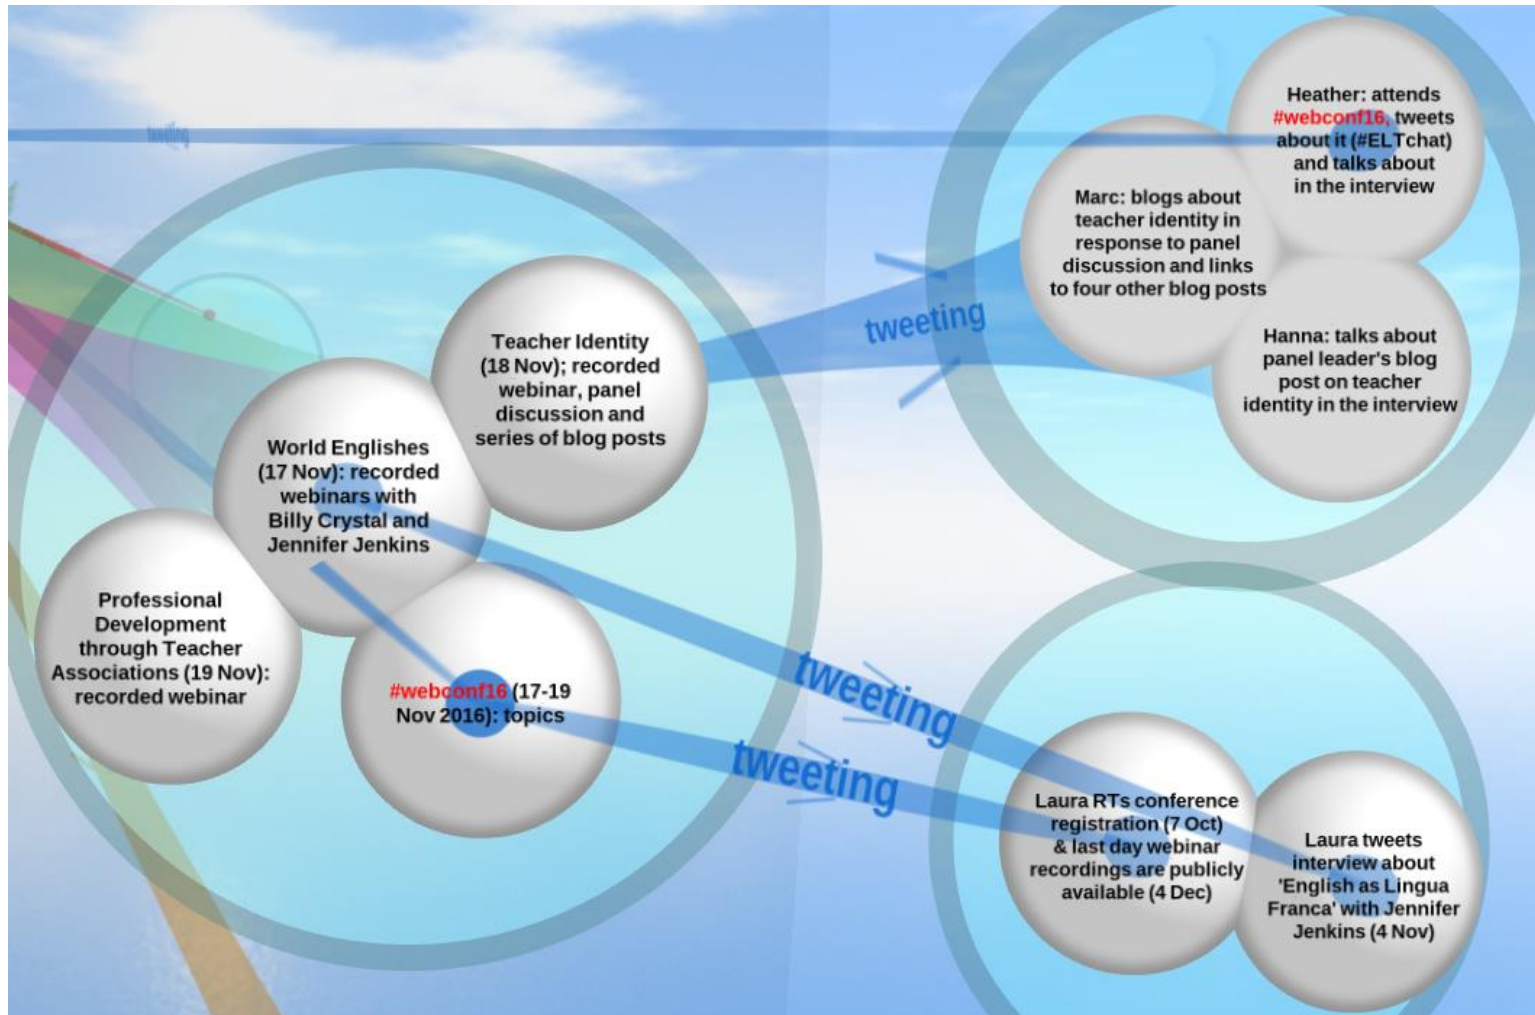 tweeting
Heather: attends
#webconf16, tweets
about it (#ELTchat)
and talks about
in the interview
Marc: blogs about
teacher identity in
response to panel
discussion and links
to four other blog posts
Hanna: talks about
panel leader's blog
post on teacher
identity in the interview
tweeting
Teacher Identity
(18 Nov); recorded
webinar, panel
discussion and
series of blog posts
World Englishes
(17 Nov): recorded
webinars with
Billy Crystal and
Jennifer Jenkins
Professional
Development
through Teacher
Associations (19 Nov):
recorded webinar
#webconf16 (17-19
Nov 2016): topics
tweeting
tweeting
Laura RTs conference
registration (7 Oct)
& last day webinar
recordings are publicly
available (4 Dec)
Laura tweets
interview about
'English as Lingua
Franca' with Jennifer
Jenkins (4 Nov)